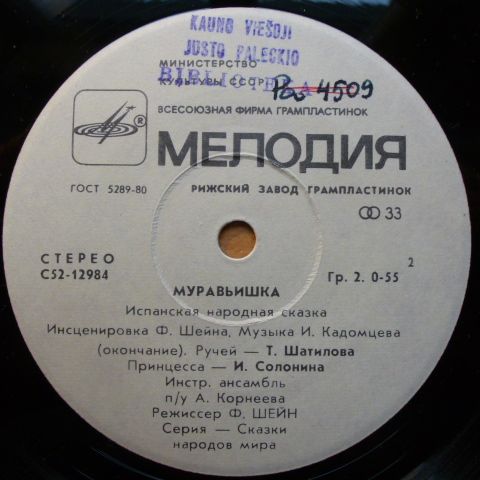 KAUNO VIEŠOJI
JUSTO PALECKIO
МИНИСТЕРСТВО
BIBLIOTEKA
КУЛЬТУРЫ СССР
4509
ВСЕСОЮЗНАЯ ФИРМА ГРАМПЛАСТИНОК
®
МЕЛОДИЯ
ГОСТ 5289-80
РИЖСКИЙ ЗАВОД ГРАМПЛАСТИНОК
33
СТЕРЕО
С52-12984
2
Гр. 2. 0-55
МУРАВЬИШКА
Испанская народная сказка
Инсценировка Ф. Шейна, Музыка И. Кадомцева
(окончание). Ручей — Т. Шатилова
Принцесса — И. Солонина
Инстр. ансамбль
п/у А. Корнеева
Режиссер Ф. ШЕЙН
Серия — Сказки
народов мира